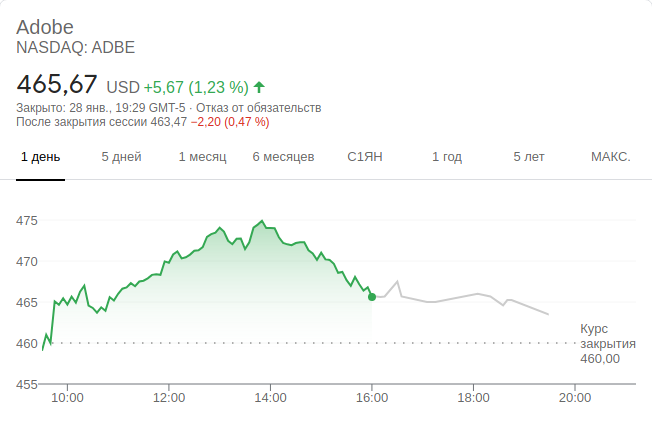 Adobe
NASDAQ: ADBE
465,67 USD +5,67 (1,23 %)
Закрыто: 28 янв., 19:29 GMT-5 · Отказ от обязательств
После закрытия сессии 463,47 −2,20 (0,47 %)
1 день 5 дней 1 месяц 6 месяцев С1ЯН 1 год 5 лет МАКС.
475
470
465
460
455
Курс
закрытия
460,00
10:00 12:00 14:00 16:00 18:00 20:00